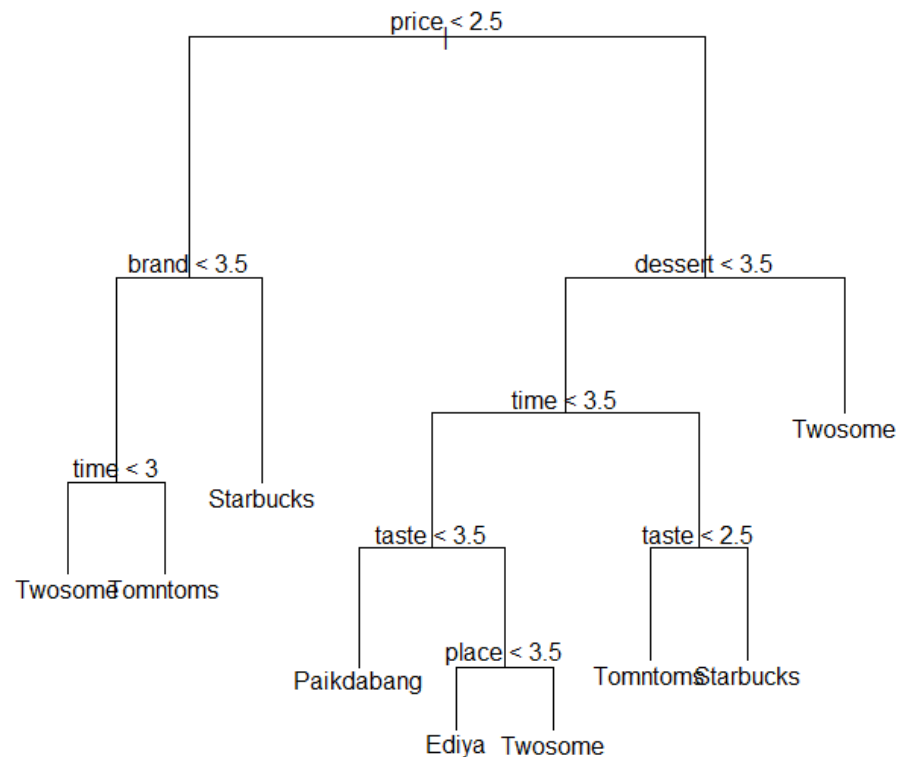 price < 2.5
brand < 3.5
dessert < 3.5
time < 3.5
Twosome
time < 3
Starbucks
taste < 3.5
taste < 2.5
Twosome
Tomntoms
place < 3.5
Paikdabang
Tomntoms
Starbucks
Ediya
Twosome